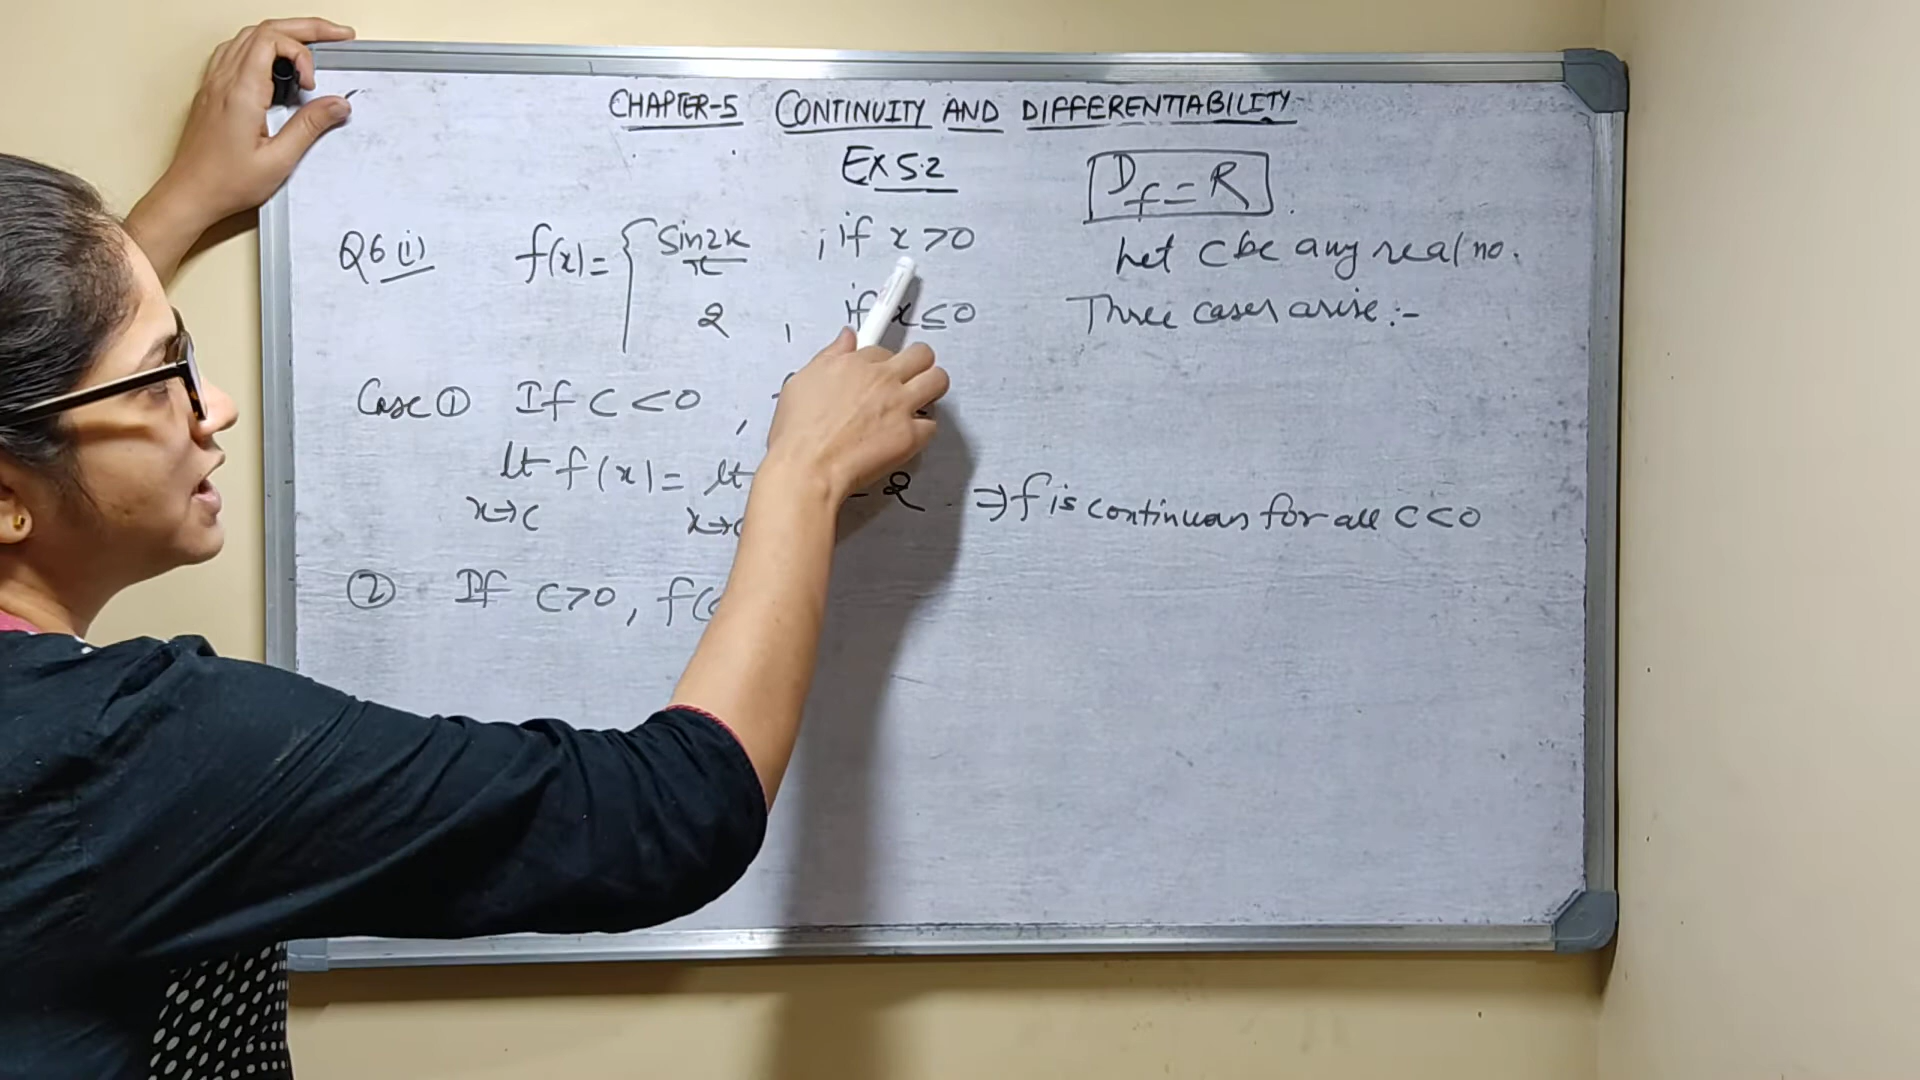 CHAPTER-5 CONTINUITY AND DIFFERENTIABILITY
EX 5.2
D_f = R
Q6 (i) f(x) = { sin2x / x ; if x > 0
2 , if x ≤ 0
Let C be any real no.
Three cases arise :-
Case ① If C < 0 ,
lt f(x) = lt 2 ⇒ f is continuous for all C < 0
x→c x→c
② If C > 0 , f(c